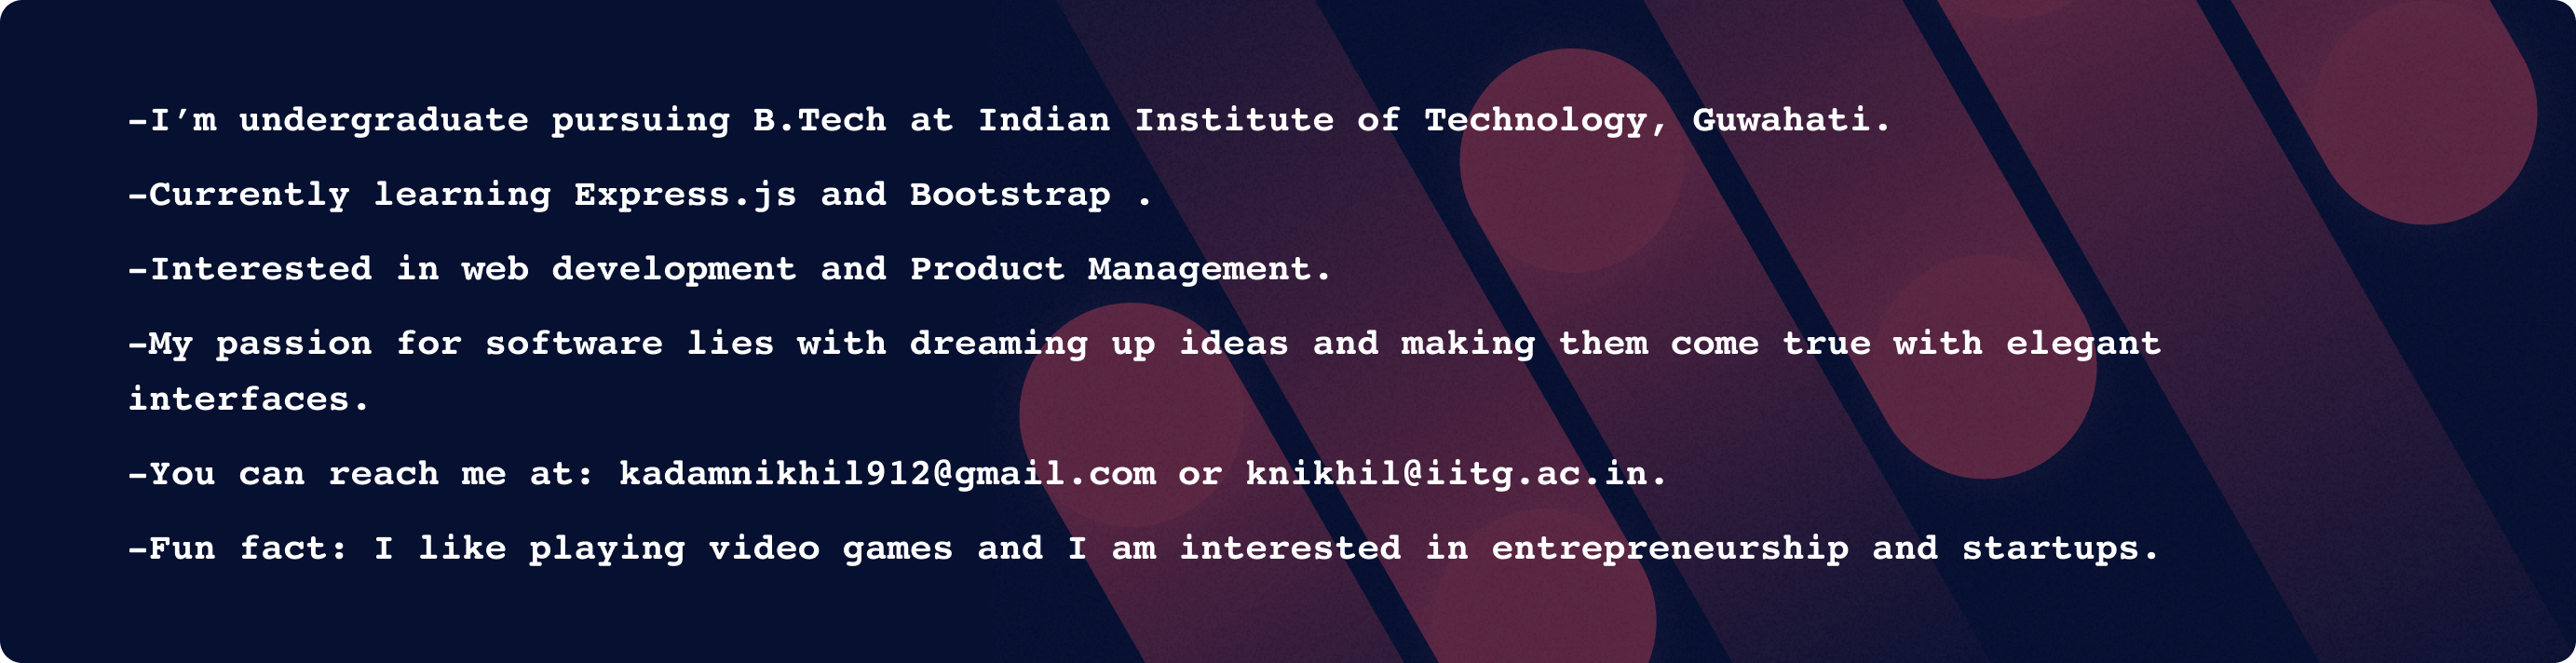 -I’m undergraduate pursuing B.Tech at Indian Institute of Technology, Guwahati.
-Currently learning Express.js and Bootstrap .
-Interested in web development and Product Management.
-My passion for software lies with dreaming up ideas and making them come true with elegant
interfaces.
-You can reach me at: kadamnikhil912@gmail.com or knikhil@iitg.ac.in.
-Fun fact: I like playing video games and I am interested in entrepreneurship and startups.